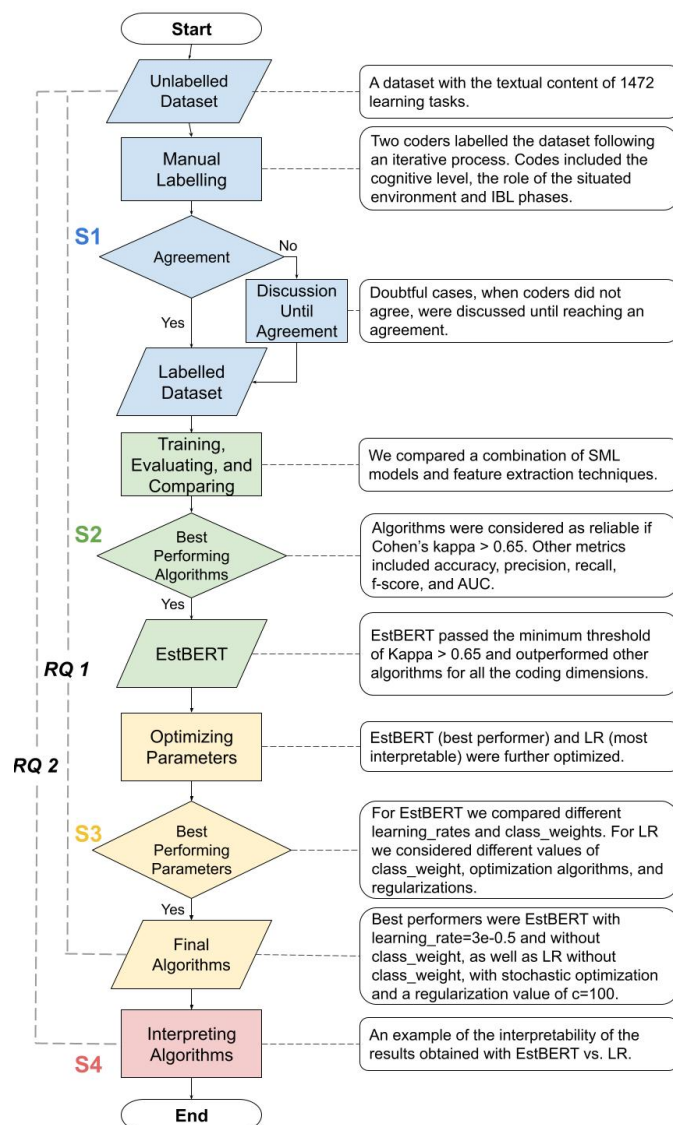 Start
Unlabelled
Dataset
A dataset with the textual content of 1472
learning tasks.
Manual
Labelling
Two coders labelled the dataset following
an iterative process. Codes included the
cognitive level, the role of the situated
environment and IBL phases.
S1
Agreement
No
Yes
Discussion
Until
Agreement
Doubtful cases, when coders did not
agree, were discussed until reaching an
agreement.
Labelled
Dataset
Training,
Evaluating, and
Comparing
We compared a combination of SML
models and feature extraction techniques.
S2
Best
Performing
Algorithms
Yes
Algorithms were considered as reliable if
Cohen's kappa > 0.65. Other metrics
included accuracy, precision, recall,
f-score, and AUC.
EstBERT
EstBERT passed the minimum threshold
of Kappa > 0.65 and outperformed other
algorithms for all the coding dimensions.
RQ 1
Optimizing
Parameters
EstBERT (best performer) and LR (most
interpretable) were further optimized.
RQ 2
S3
Best
Performing
Parameters
Yes
For EstBERT we compared different
learning_rates and class_weights. For LR
we considered different values of
class_weight, optimization algorithms, and
regularizations.
Final
Algorithms
Best performers were EstBERT with
learning_rate=3e-0.5 and without
class_weight, as well as LR without
class_weight, with stochastic optimization
and a regularization value of c=100.
S4
Interpreting
Algorithms
An example of the interpretability of the
results obtained with EstBERT vs. LR.
End